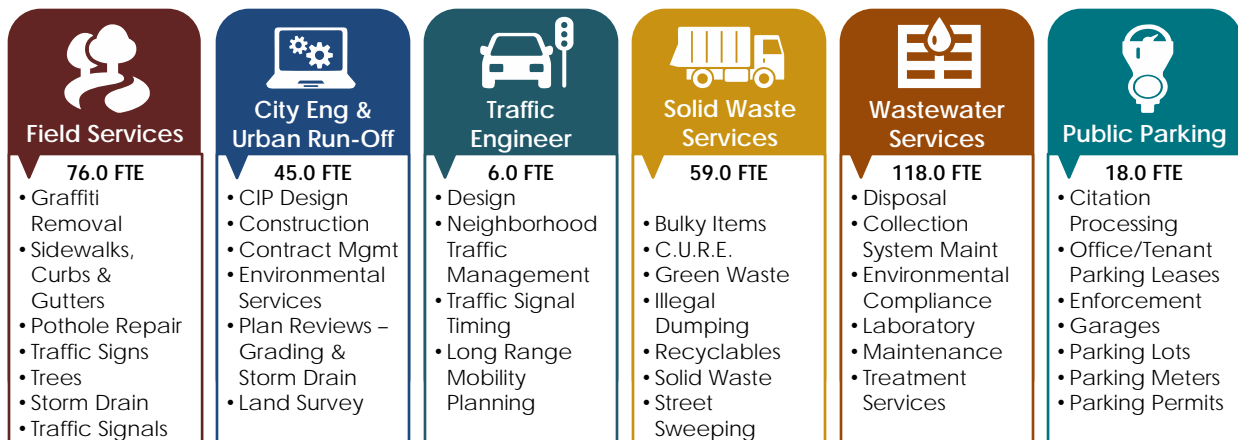 Field Services
76.0 FTE
• Graffiti
Removal
• Sidewalks,
Curbs &
Gutters
• Pothole Repair
• Traffic Signs
• Trees
• Storm Drain
• Traffic Signals
City Eng &
Urban Run-Off
45.0 FTE
• CIP Design
• Construction
• Contract Mgmt
• Environmental
Services
• Plan Reviews –
Grading &
Storm Drain
• Land Survey
Traffic
Engineer
6.0 FTE
• Design
• Neighborhood
Traffic
Management
• Traffic Signal
Timing
• Long Range
Mobility
Planning
Solid Waste
Services
59.0 FTE
• Bulky Items
• C.U.R.E.
• Green Waste
• Illegal
Dumping
• Recyclables
• Solid Waste
• Street
Sweeping
Wastewater
Services
118.0 FTE
• Disposal
• Collection
System Maint
• Environmental
Compliance
• Laboratory
• Maintenance
• Treatment
Services
Public Parking
18.0 FTE
• Citation
Processing
• Office/Tenant
Parking Leases
• Enforcement
• Garages
• Parking Lots
• Parking Meters
• Parking Permits